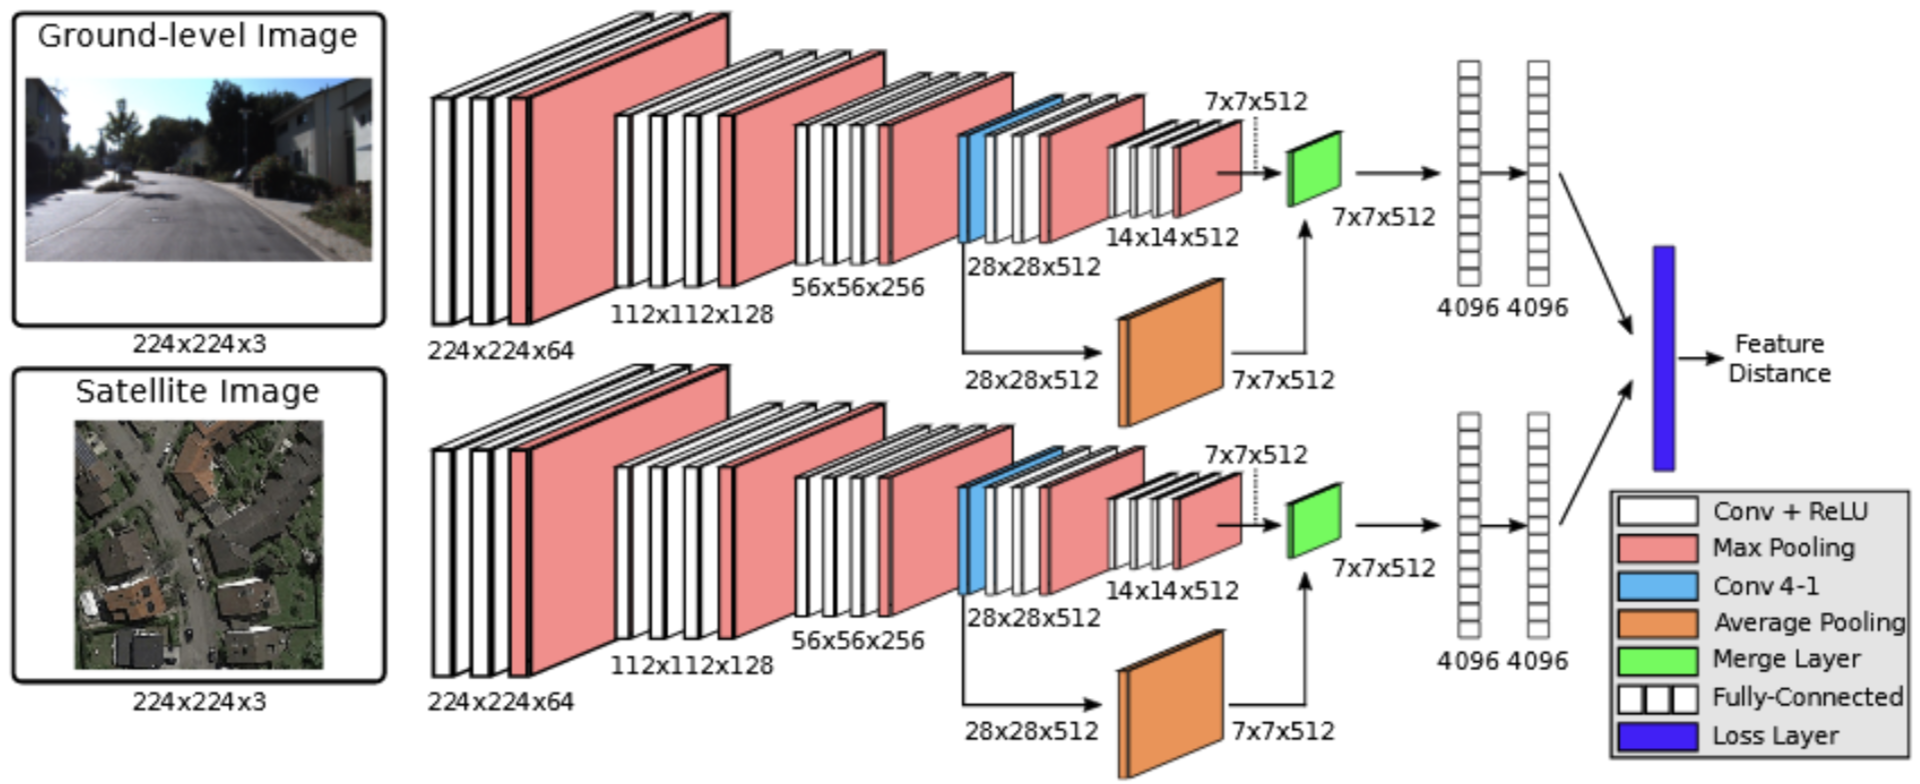 Ground-level Image
224x224x3
224x224x64
112x112x128
56x56x256
28x28x512
14x14x512
7x7x512
28x28x512
7x7x512
7x7x512
4096 4096
Satellite Image
224x224x3
224x224x64
112x112x128
56x56x256
28x28x512
14x14x512
7x7x512
28x28x512
7x7x512
7x7x512
4096 4096
Feature
Distance
Conv + ReLU
Max Pooling
Conv 4-1
Average Pooling
Merge Layer
Fully-Connected
Loss Layer